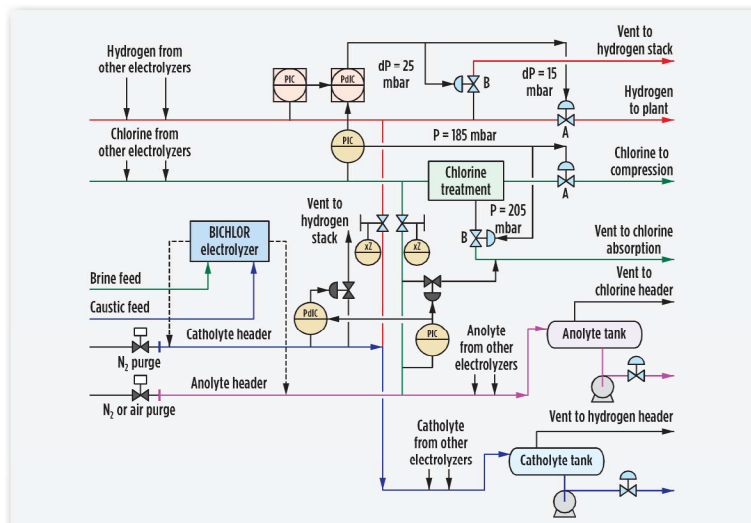 Hydrogen from
other electrolyzers
Chlorine from
other electrolyzers
PIC
PdIC
dP = 25
mbar
B
dP = 15
mbar
Vent to
hydrogen stack
Hydrogen
to plant
A
PIC
P = 185 mbar
Chlorine
treatment
Chlorine to
compression
A
P = 205
mbar
B
Vent to
hydrogen
stack
xZ
xZ
BICHLOR
electrolyzer
Vent to chlorine
absorption
Vent to
chlorine header
Brine feed
Caustic feed
PdIC
PIC
Catholyte header
N2 purge
Anolyte
from other
electrolyzers
Anolyte tank
Anolyte header
N2 or air purge
Catholyte
from other
electrolyzers
Vent to hydrogen header
Catholyte tank